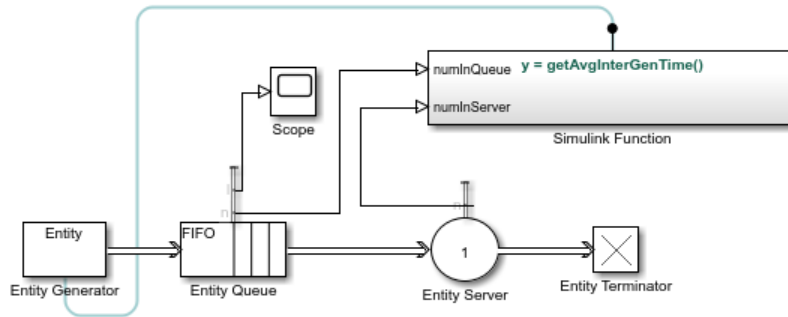 numInQueue
y = getAvgInterGenTime()
numInServer
Scope
Simulink Function
n
Entity
FIFO
1
Entity Generator
Entity Queue
Entity Server
Entity Terminator